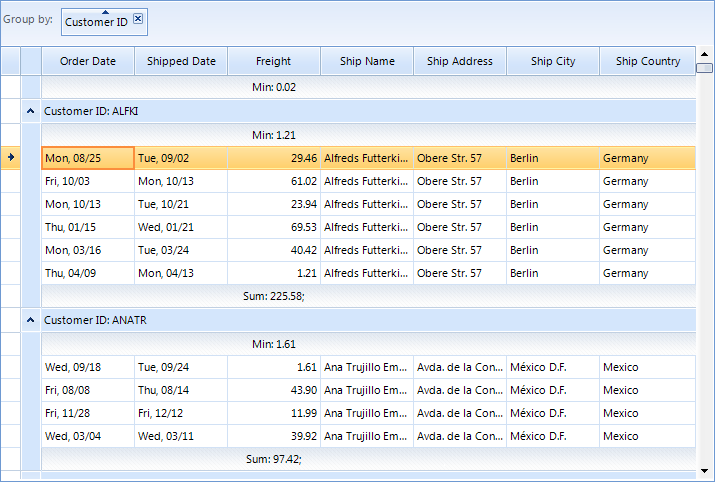 Group by: Customer ID
Order Date Shipped Date Freight Ship Name Ship Address Ship City Ship Country
Min: 0.02
Customer ID: ALFKI
Min: 1.21
Mon, 08/25 Tue, 09/02 29.46 Alfreds Futterki... Obere Str. 57 Berlin Germany
Fri, 10/03 Mon, 10/13 61.02 Alfreds Futterki... Obere Str. 57 Berlin Germany
Mon, 10/13 Tue, 10/21 23.94 Alfreds Futterki... Obere Str. 57 Berlin Germany
Thu, 01/15 Wed, 01/21 69.53 Alfreds Futterki... Obere Str. 57 Berlin Germany
Mon, 03/16 Tue, 03/24 40.42 Alfreds Futterki... Obere Str. 57 Berlin Germany
Thu, 04/09 Mon, 04/13 1.21 Alfreds Futterki... Obere Str. 57 Berlin Germany
Sum: 225.58;
Customer ID: ANATR
Min: 1.61
Wed, 09/18 Tue, 09/24 1.61 Ana Trujillo Em... Avda. de la Con... México D.F. Mexico
Fri, 08/08 Thu, 08/14 43.90 Ana Trujillo Em... Avda. de la Con... México D.F. Mexico
Fri, 11/28 Fri, 12/12 11.99 Ana Trujillo Em... Avda. de la Con... México D.F. Mexico
Wed, 03/04 Wed, 03/11 39.92 Ana Trujillo Em... Avda. de la Con... México D.F. Mexico
Sum: 97.42;